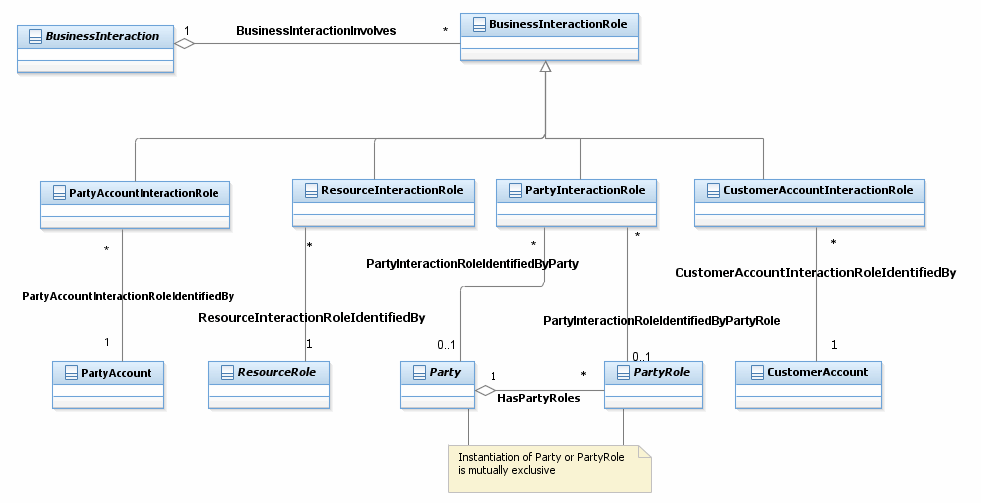 BusinessInteraction
1
BusinessInteractionInvolves
*
BusinessInteractionRole
PartyAccountInteractionRole
ResourceInteractionRole
PartyInteractionRole
CustomerAccountInteractionRole
*
*
*
*
*
PartyInteractionRoleIdentifiedByParty
CustomerAccountInteractionRoleIdentifiedBy
PartyAccountInteractionRoleIdentifiedBy
ResourceInteractionRoleIdentifiedBy
PartyInteractionRoleIdentifiedByPartyRole
1
1
0..1
0..1
1
PartyAccount
ResourceRole
Party
PartyRole
CustomerAccount
1
*
HasPartyRoles
Instantiation of Party or PartyRole
is mutually exclusive